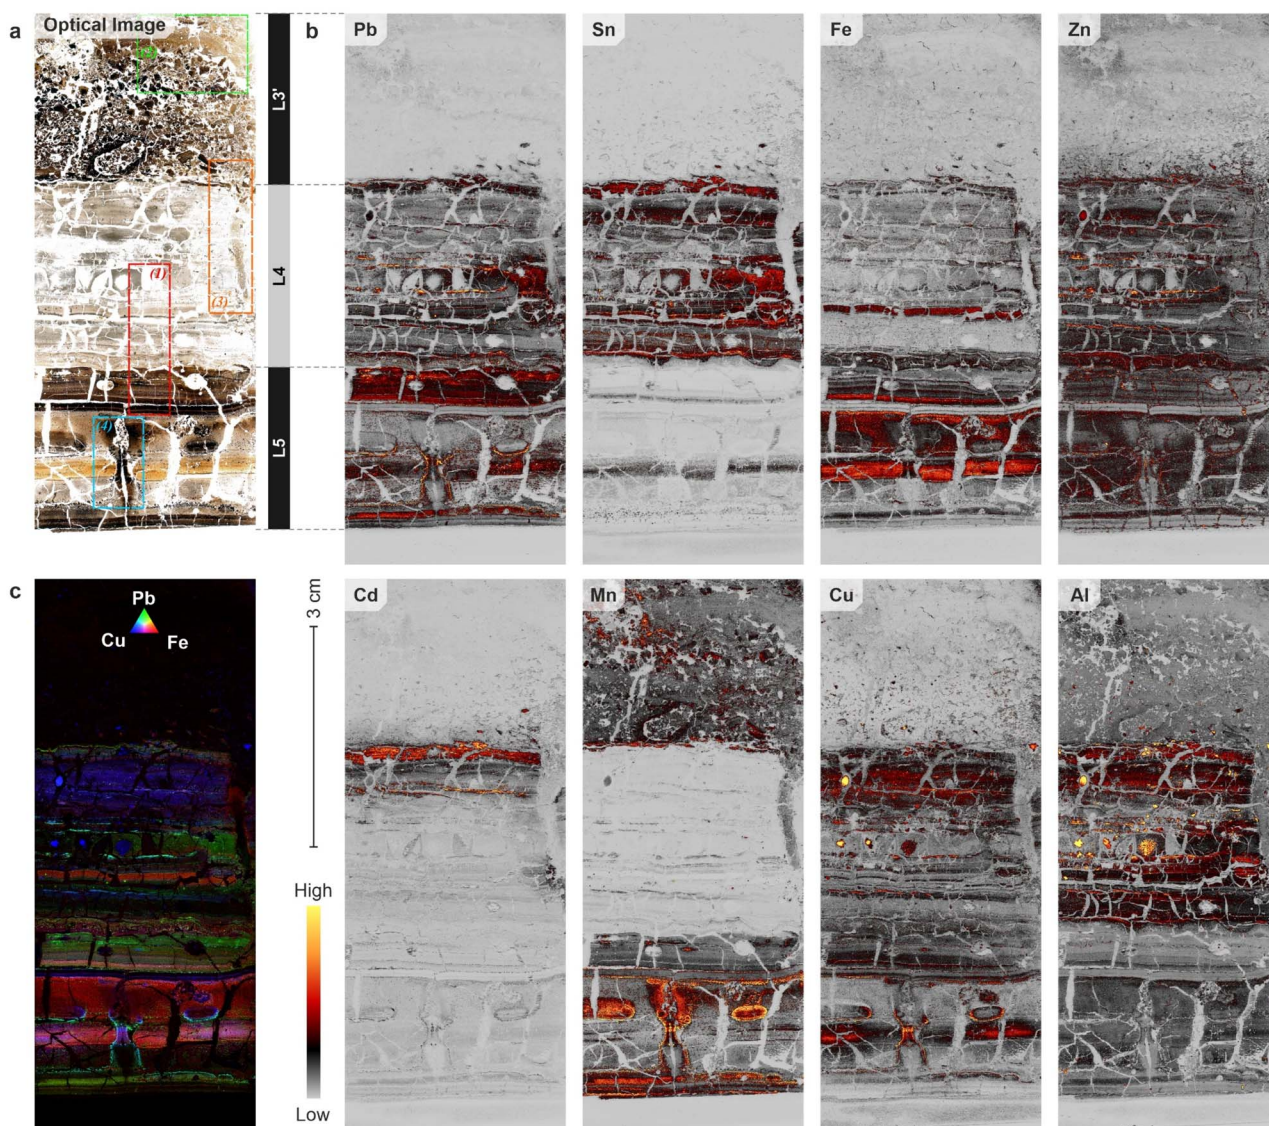 a
Optical Image
b
Pb
Sn
Fe
Zn
(2)
L3'
(3)
(1)
L4
(4)
L5
c
Pb
Cu
Fe
3 cm
High
Low
Cd
Mn
Cu
Al